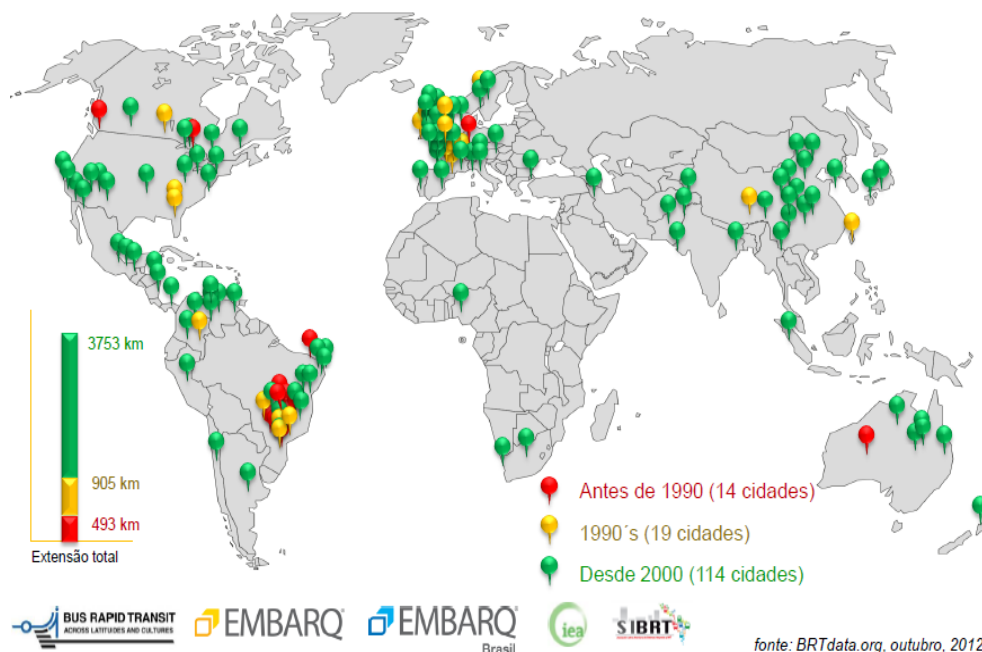 3753 km
905 km
493 km
Extensão total
Antes de 1990 (14 cidades)
1990´s (19 cidades)
Desde 2000 (114 cidades)
BUS RAPID TRANSIT
ACROSS LATITUDES AND CULTURES
EMBARQ®
EMBARQ®
Brasil
iea
SIBRT
fonte: BRTdata.org, outubro, 2012